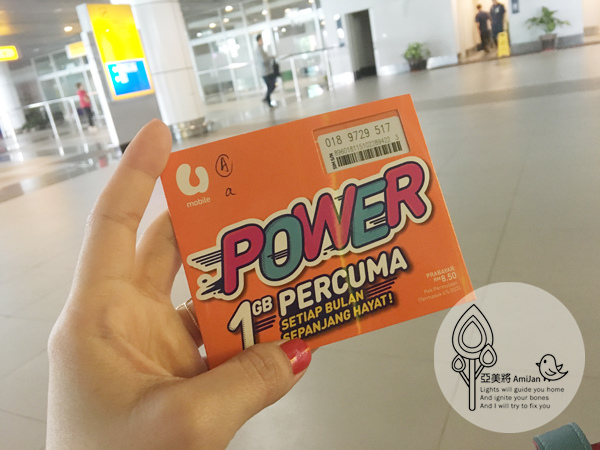 018 9729 517
U
mobile
A
a
POWER
1GB PERCUMA
SETIAP BULAN
SEPANJANG HAYAT!
PRABAYAR
RM 8.50
亞美將 AmiJan
Lights will guide you home
And ignite your bones
And I will try to fix you